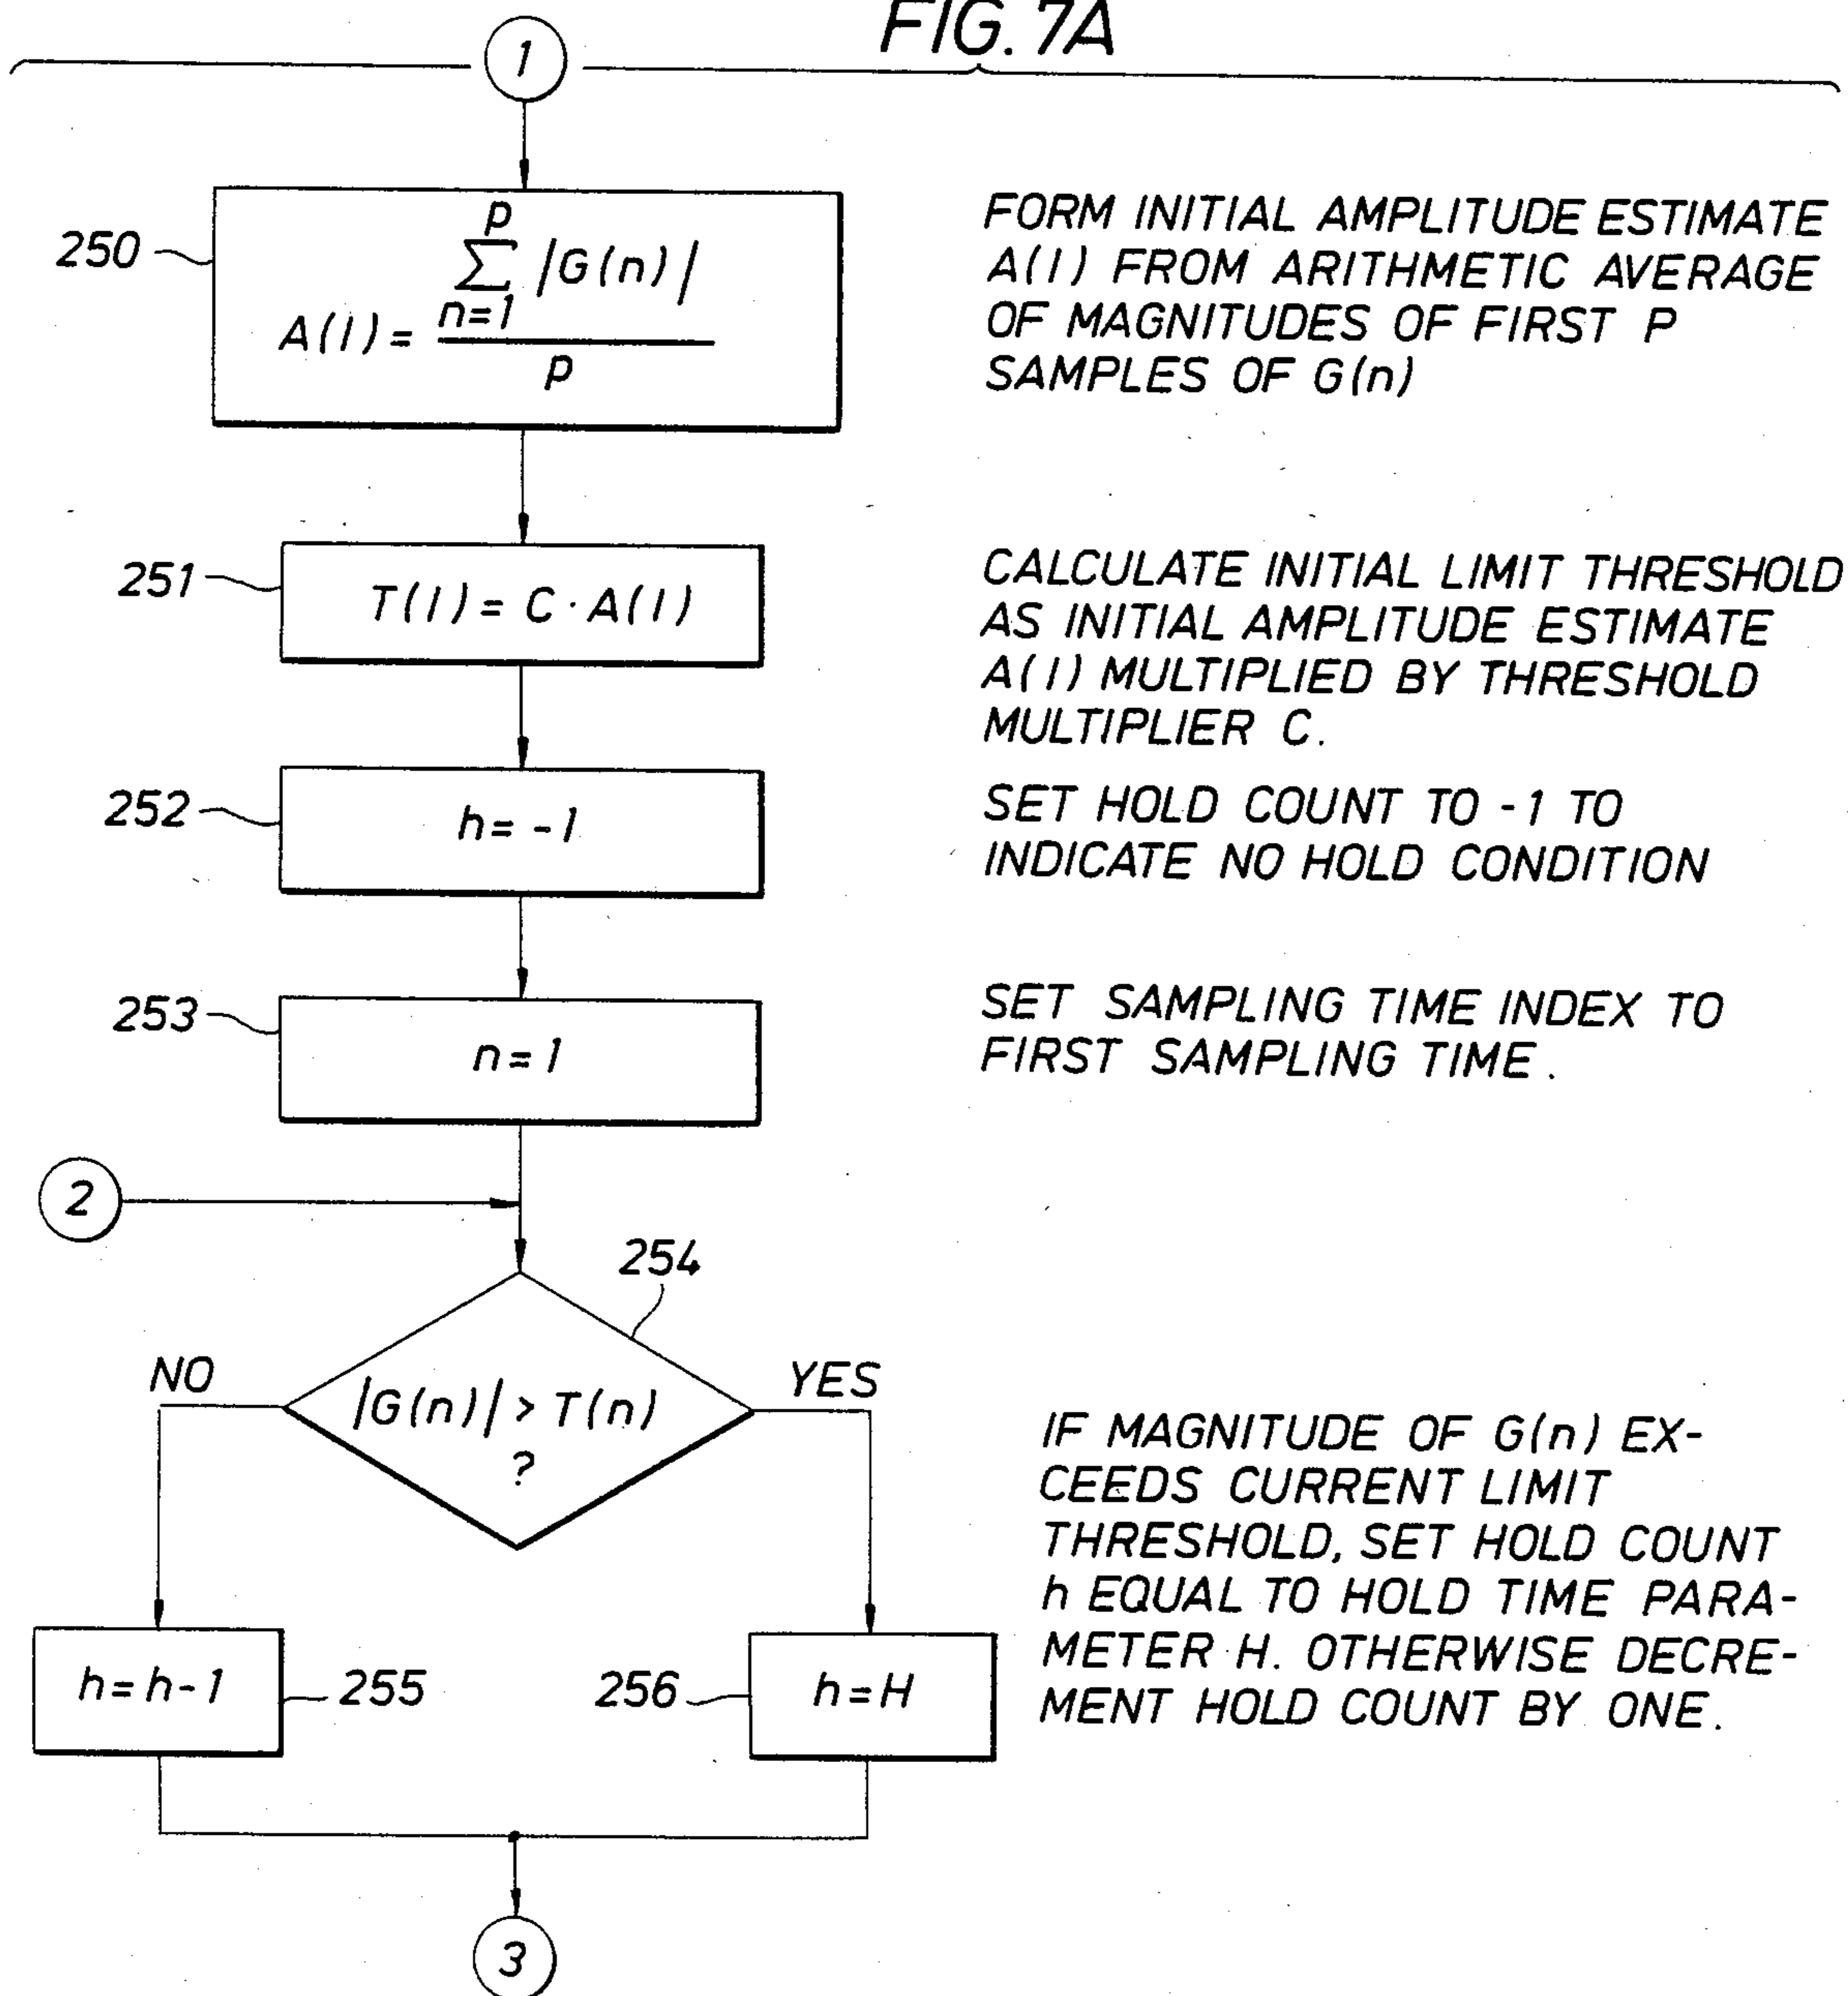 FIG. 7A
1
250
p
∑ |G(n)|
n=1
A(1) =
p
FORM INITIAL AMPLITUDE ESTIMATE
A(1) FROM ARITHMETIC AVERAGE
OF MAGNITUDES OF FIRST P
SAMPLES OF G(n)
251
T(1) = C · A(1)
CALCULATE INITIAL LIMIT THRESHOLD
AS INITIAL AMPLITUDE ESTIMATE
A(1) MULTIPLIED BY THRESHOLD
MULTIPLIER C.
252
h = -1
SET HOLD COUNT TO -1 TO
INDICATE NO HOLD CONDITION
253
n = 1
SET SAMPLING TIME INDEX TO
FIRST SAMPLING TIME.
2
254
NO
|G(n)| > T(n)
?
YES
IF MAGNITUDE OF G(n) EX-
CEEDS CURRENT LIMIT
THRESHOLD, SET HOLD COUNT
h EQUAL TO HOLD TIME PARA-
METER H. OTHERWISE DECRE-
MENT HOLD COUNT BY ONE.
h = h-1
255
256
h = H
3